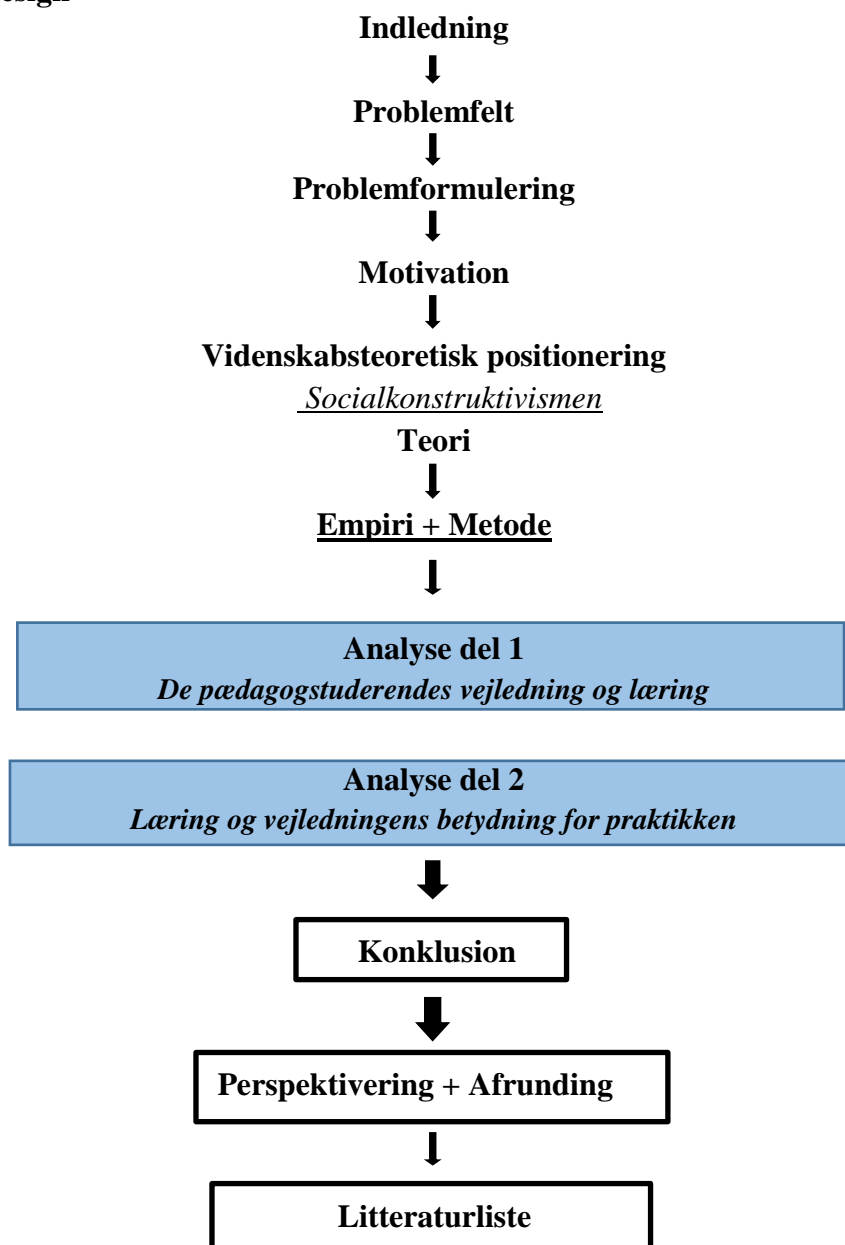 Indledning
Problemfelt
Problemformulering
Motivation
Videnskabsteoretisk positionering
Socialkonstruktivismen
Teori
Empiri + Metode
Analyse del 1
De pædagogstuderendes vejledning og læring
Analyse del 2
Læring og vejledningens betydning for praktikken
Konklusion
Perspektivering + Afrunding
Litteraturliste